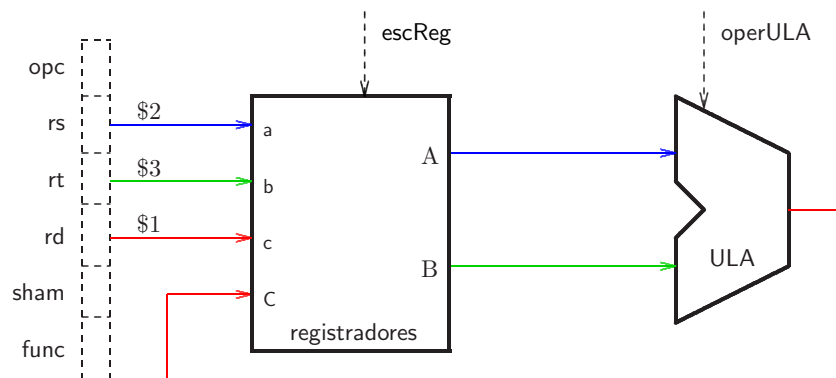 escReg
operULA
opc
rs
$2
a
A
rt
$3
b
rd
$1
c
B
ULA
sham
C
registradores
func